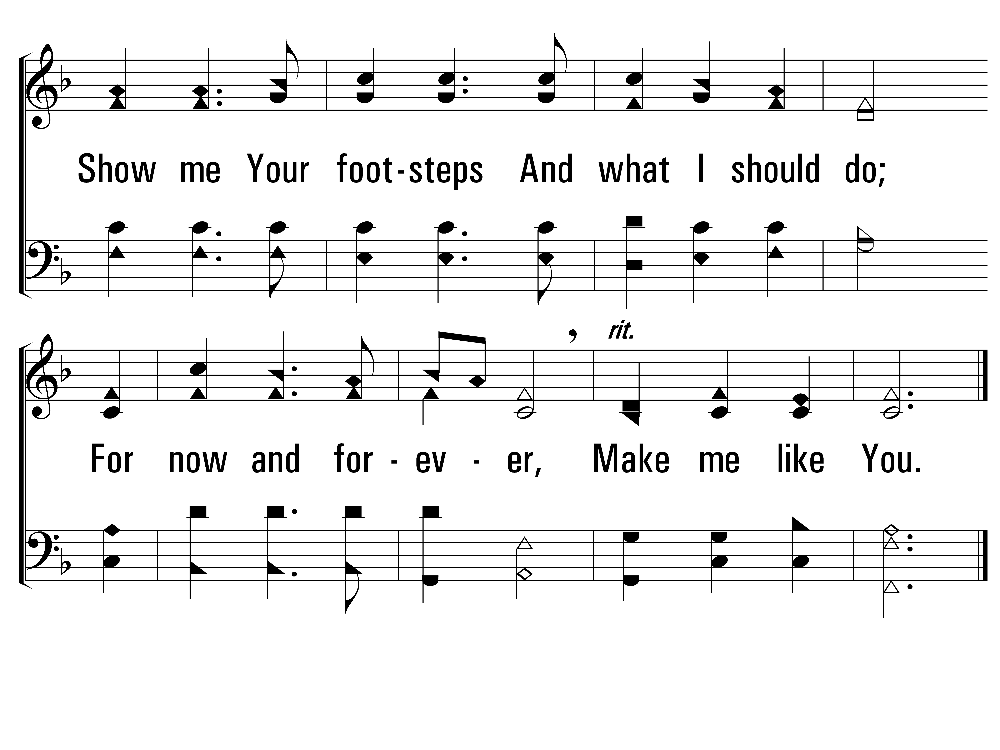 Show me Your foot-steps And what I should do;
rit.
For now and for - ev - er, Make me like You.